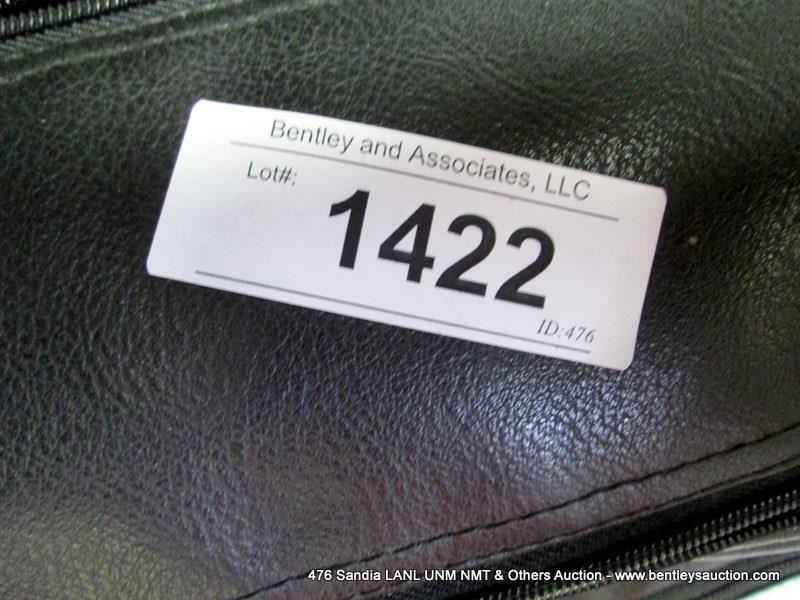 Bentley and Associates, LLC
Lot#:
1422
ID:476
476 Sandia LANL UNM NMT & Others Auction - www.bentleysauction.com